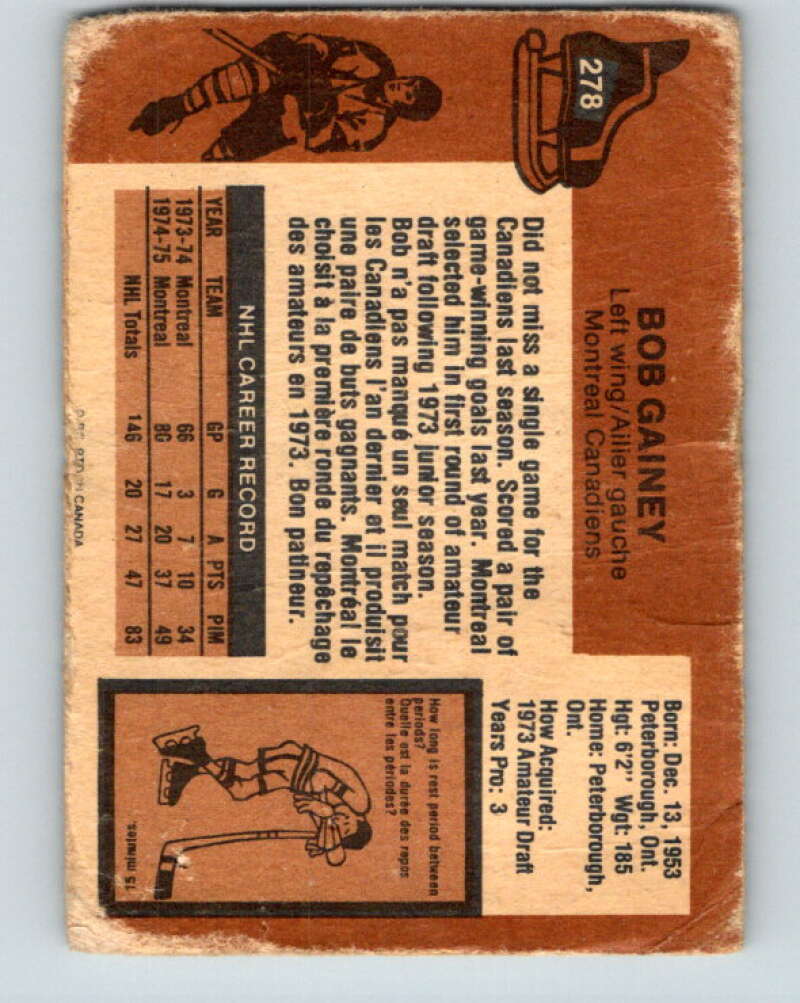 278
BOB GAINEY
Left wing/Ailier gauche
Montreal Canadiens
Born: Dec. 13, 1953
Peterborough, Ont.
Hgt: 6'2" Wgt: 185
Home: Peterborough,
Ont.
How Acquired:
1973 Amateur Draft
Years Pro: 3
Did not miss a single game for the
Canadiens last season. Scored a pair of
game-winning goals last year. Montreal
selected him in first round of amateur
draft following 1973 junior season.
Bob n'a pas manqué un seul match pour
les Canadiens l'an dernier et il produisit
une paire de buts gagnants. Montréal le
choisit à la première ronde du repêchage
des amateurs en 1973. Bon patineur.
NHL CAREER RECORD
YEAR TEAM GP G A PTS PIM
1973-74 Montreal 66 3 7 10 34
1974-75 Montreal 80 17 20 37 49
NHL Totals 146 20 27 47 83
How long is rest period between
periods?
Quelle est la durée des repos
entre les périodes?
15 minutes.
CANADA